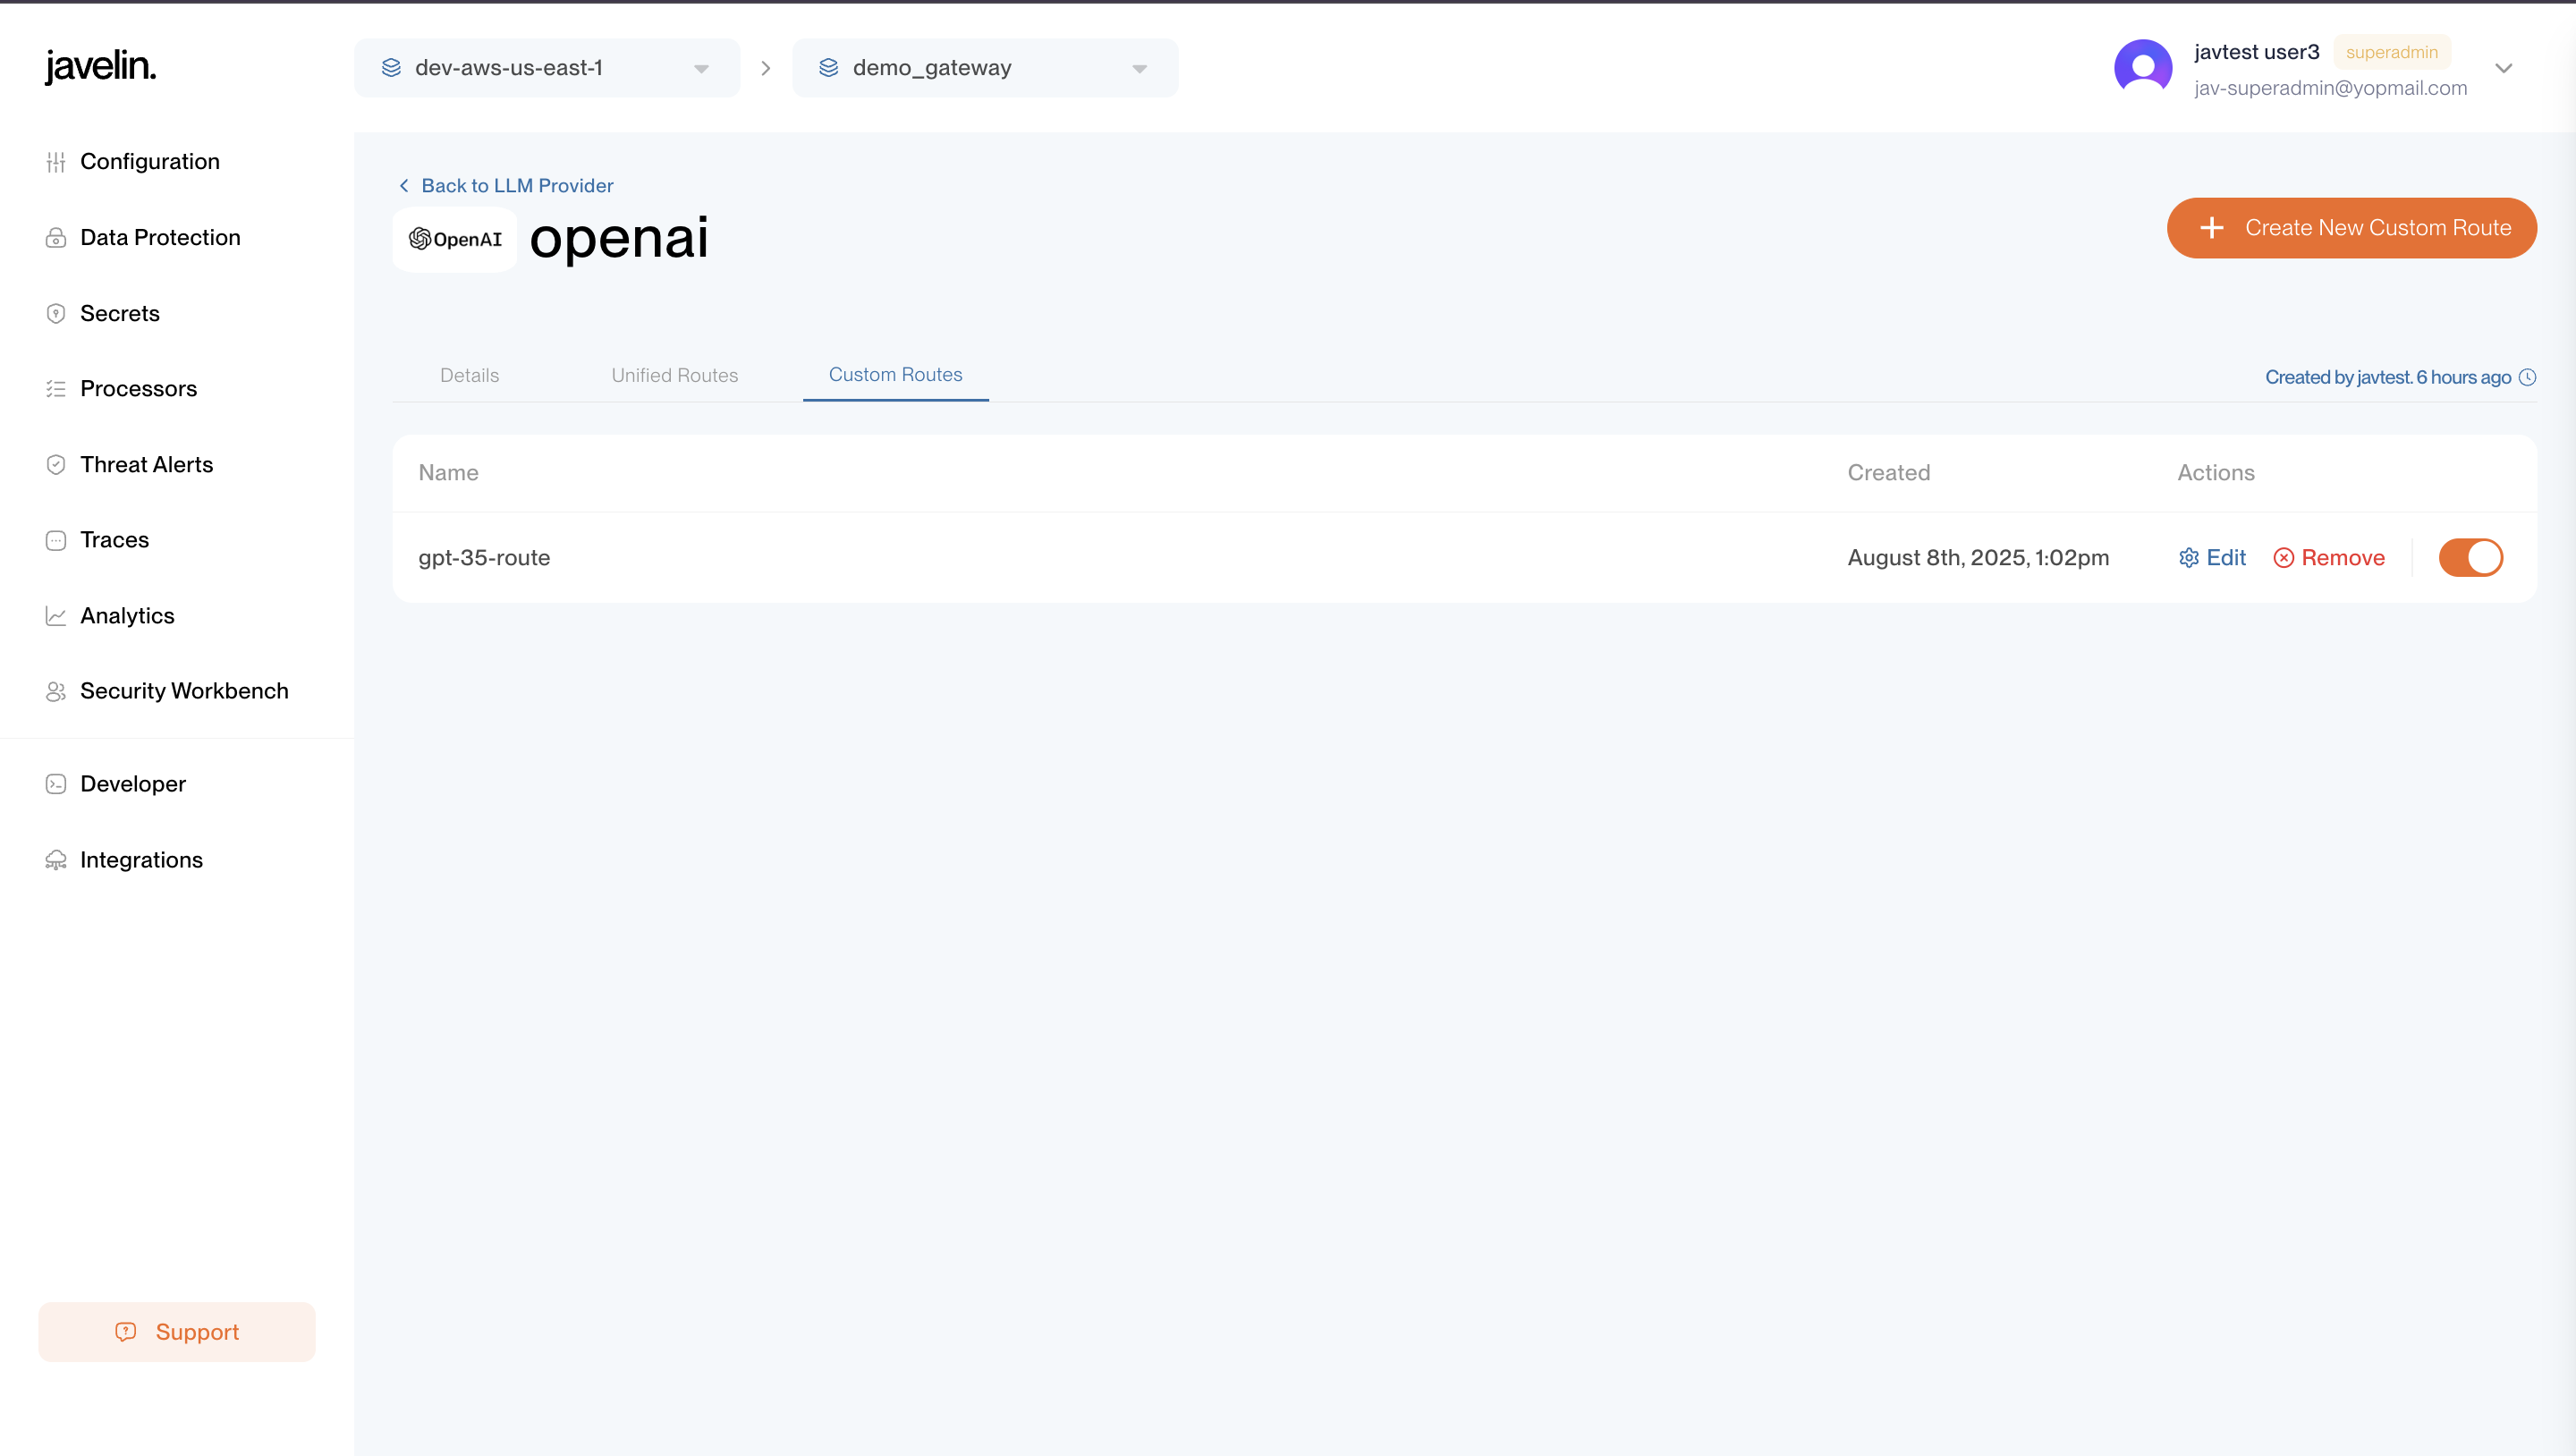 javelin.
dev-aws-us-east-1
demo_gateway
javtest user3 superadmin
jav-superadmin@yopmail.com
Configuration
Data Protection
Secrets
Processors
Threat Alerts
Traces
Analytics
Security Workbench
Developer
Integrations
Support
Back to LLM Provider
OpenAI openai
Create New Custom Route
Details Unified Routes Custom Routes
Created by javtest. 6 hours ago
Name Created Actions
gpt-35-route August 8th, 2025, 1:02pm Edit Remove